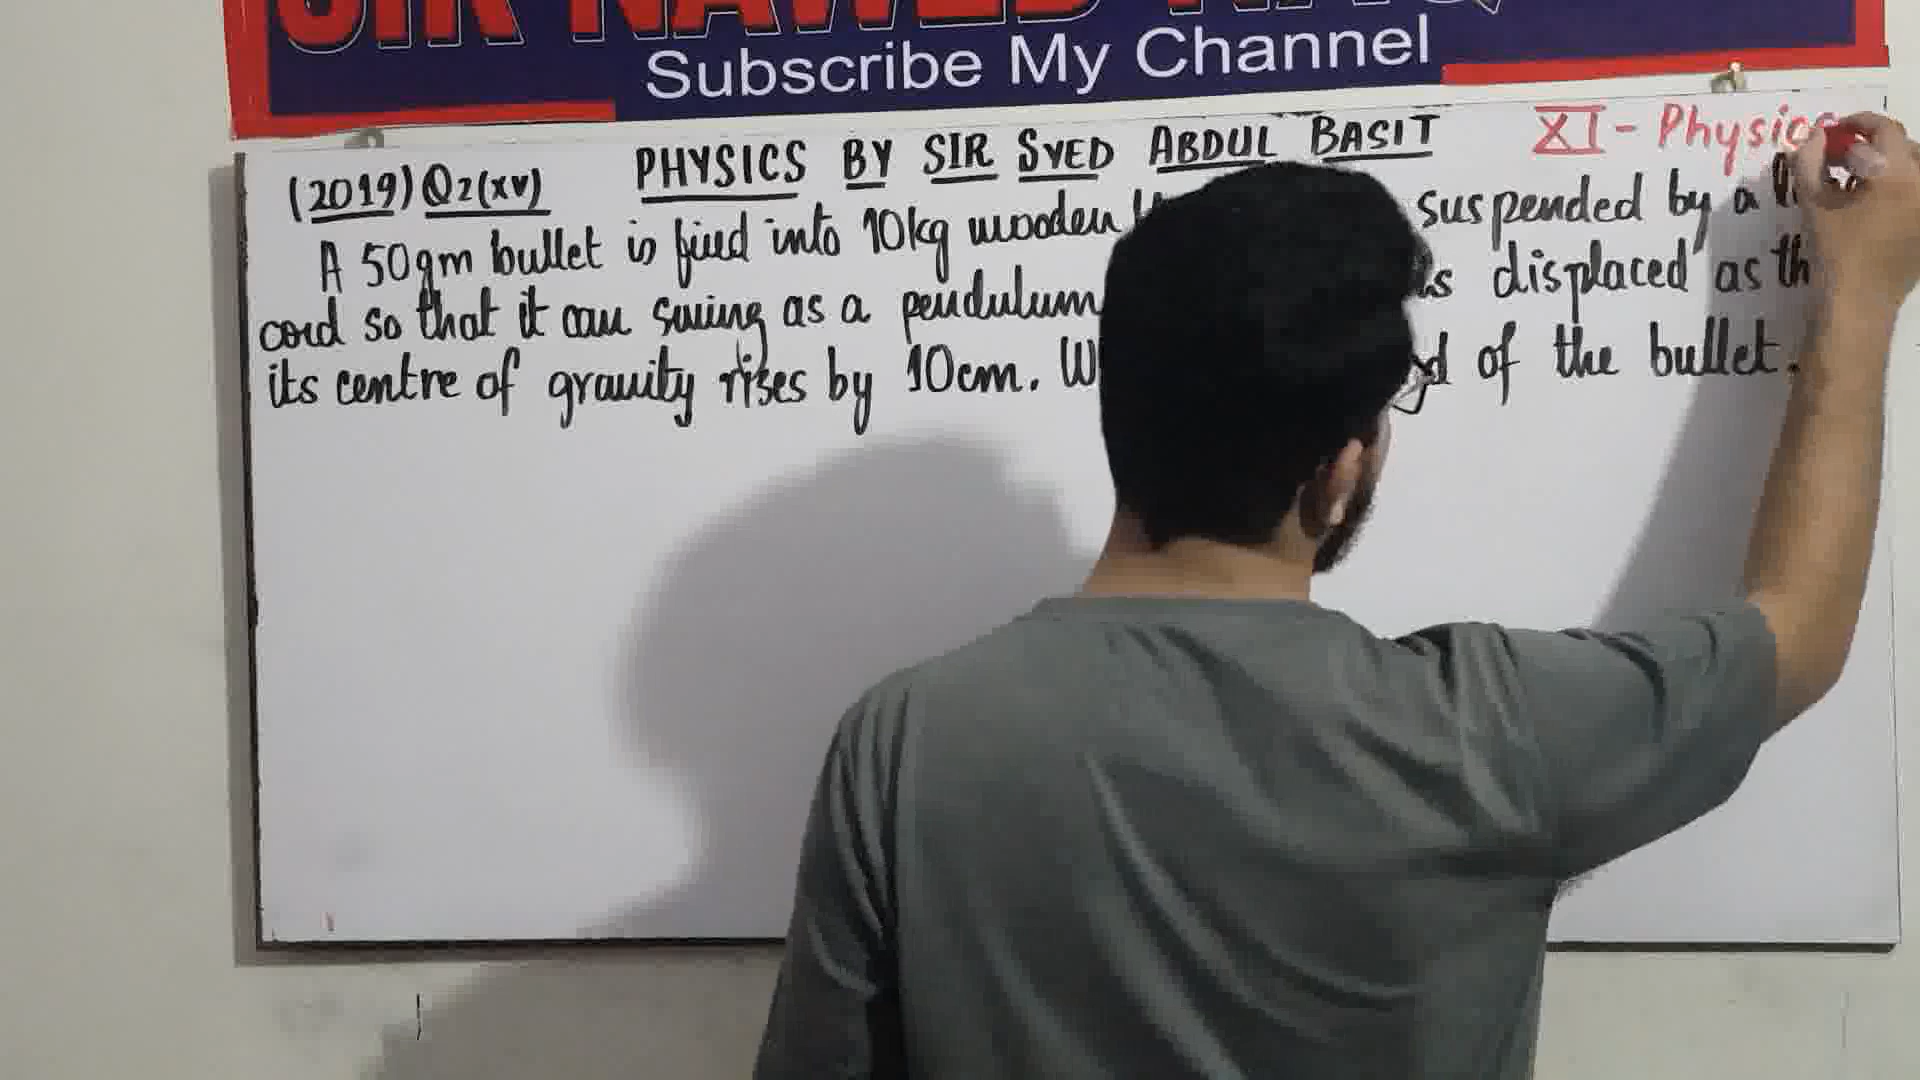 SIR
Subscribe My Channel
PHYSICS BY SIR SYED ABDUL BASIT
XI - Physics
(2019) Q2(xv)
A 50gm bullet is fired into 10kg wooden suspended by a
cord so that it can swing as a pendulum is displaced as th
its centre of gravity rises by 10cm. of the bullet.